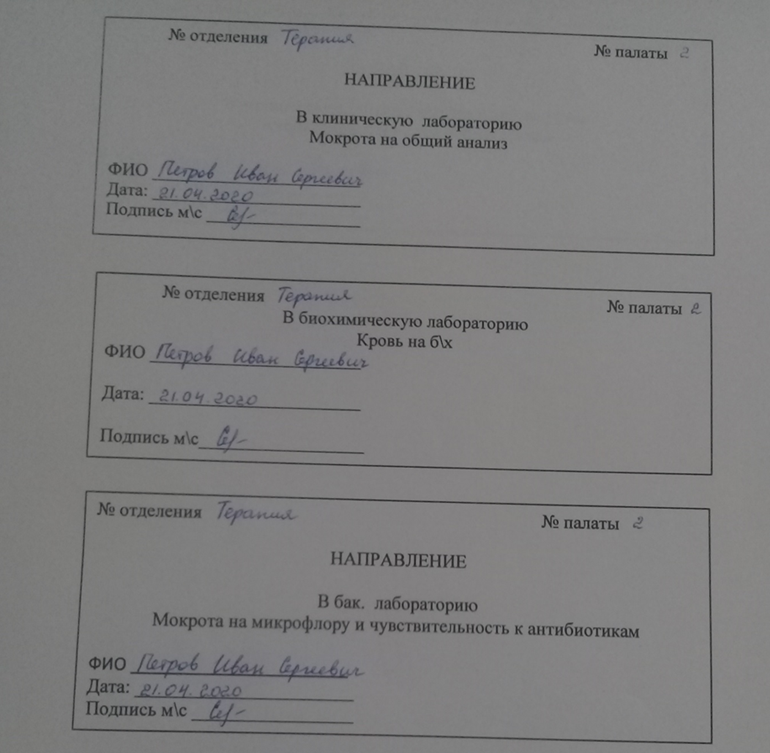 № отделения Терапия № палаты 2
НАПРАВЛЕНИЕ
В клиническую лабораторию
Мокрота на общий анализ
ФИО Петров Иван Сергеевич
Дата: 21.04.2020
Подпись м\с
№ отделения Терапия № палаты 2
В биохимическую лабораторию
Кровь на б\х
ФИО Петров Иван Сергеевич
Дата: 21.04.2020
Подпись м\с
№ отделения Терапия № палаты 2
НАПРАВЛЕНИЕ
В бак. лабораторию
Мокрота на микрофлору и чувствительность к антибиотикам
ФИО Петров Иван Сергеевич
Дата: 21.04.2020
Подпись м\с